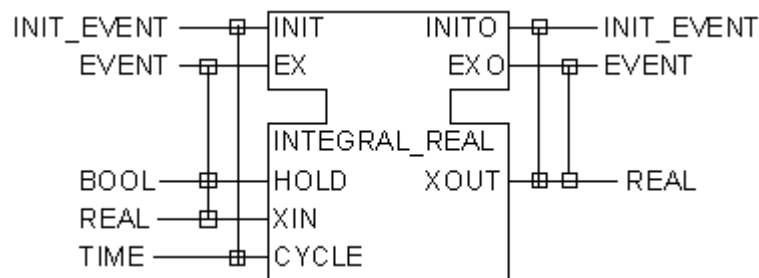 INIT_EVENT INIT INITO INIT_EVENT
EVENT EX EXO EVENT
INTEGRAL_REAL
BOOL HOLD XOUT REAL
REAL XIN
TIME CYCLE